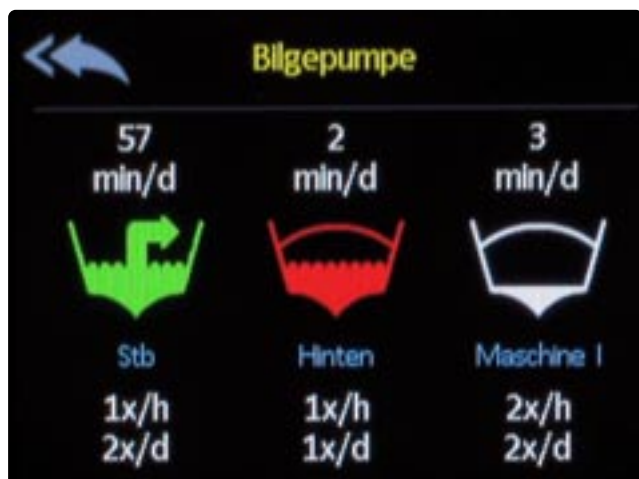 Bilgepumpe
57 2 3
min/d min/d min/d
Stb Hinten Maschine I
1x/h 1x/h 2x/h
2x/d 1x/d 2x/d